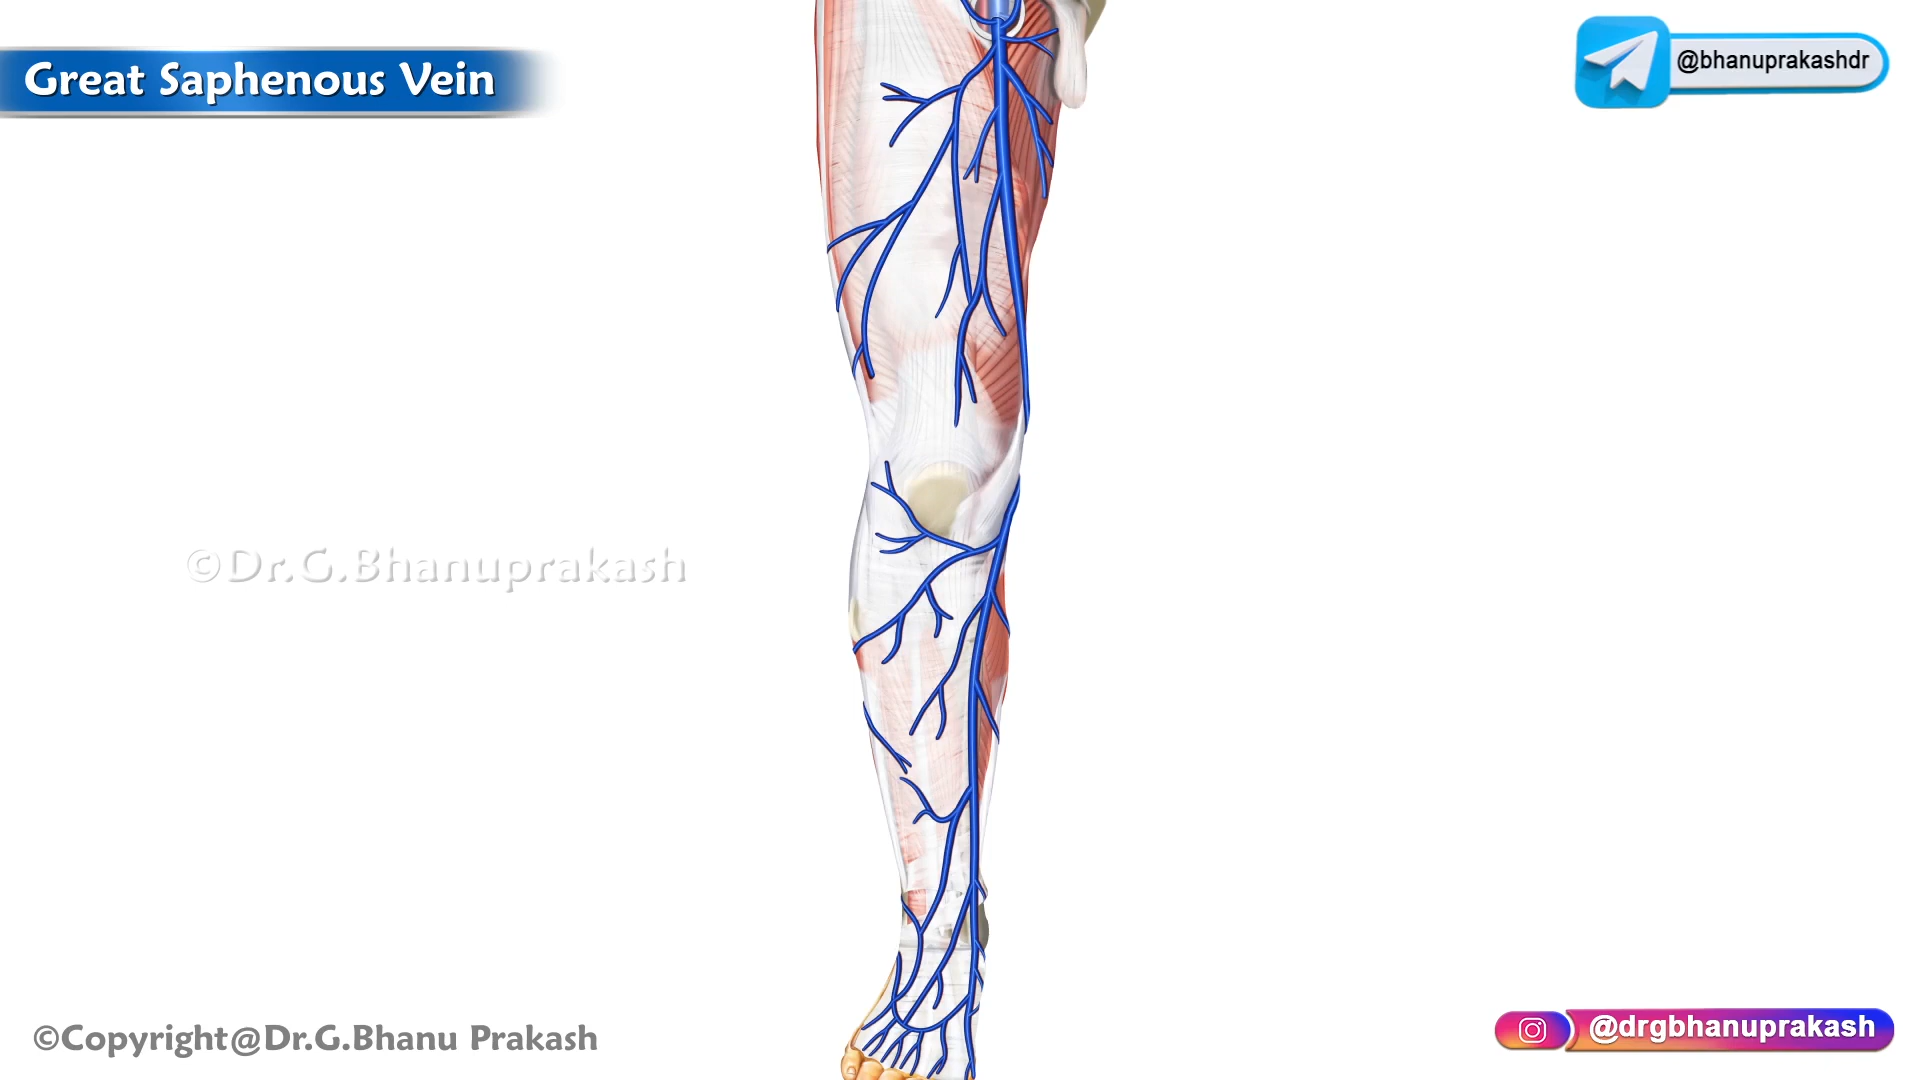 Great Saphenous Vein
@bhanuprakashdr
©Dr.G.Bhanuprakash
©Copyright@Dr.G.Bhanu Prakash
@drgbhanuprakash